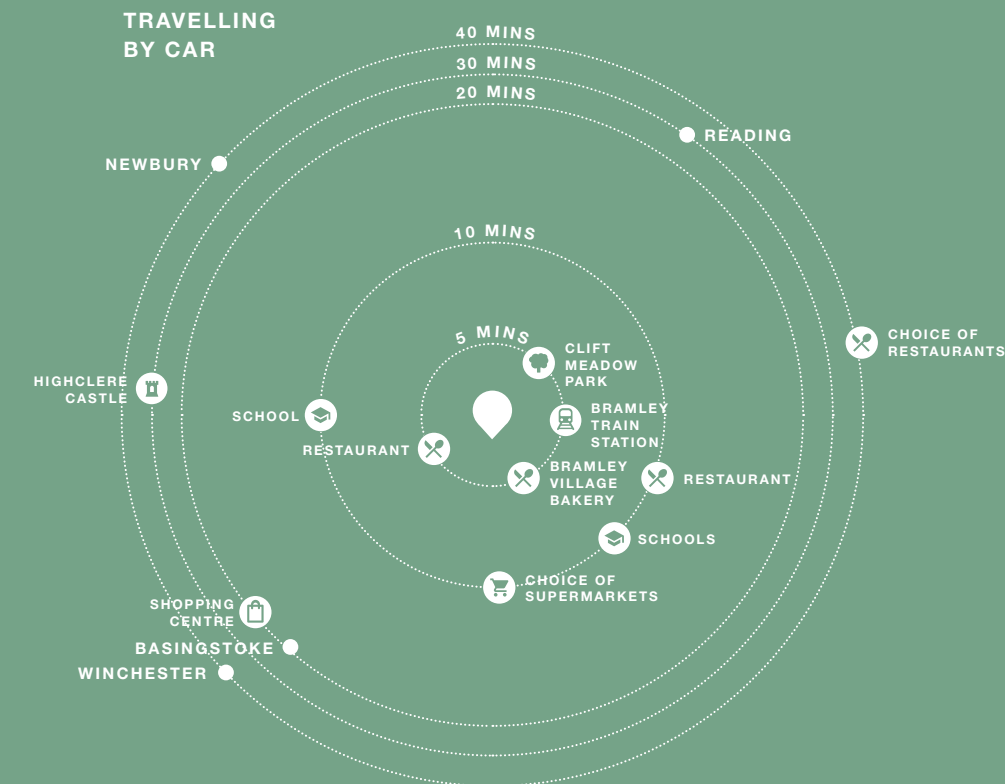 TRAVELLING
BY CAR
40 MINS
30 MINS
20 MINS
READING
NEWBURY
10 MINS
5 MINS
CHOICE OF
RESTAURANTS
CLIFT
MEADOW
PARK
HIGHCLERE
CASTLE
SCHOOL
BRAMLEY
TRAIN
STATION
RESTAURANT
BRAMLEY
VILLAGE
BAKERY
RESTAURANT
SCHOOLS
CHOICE OF
SUPERMARKETS
SHOPPING
CENTRE
BASINGSTOKE
WINCHESTER